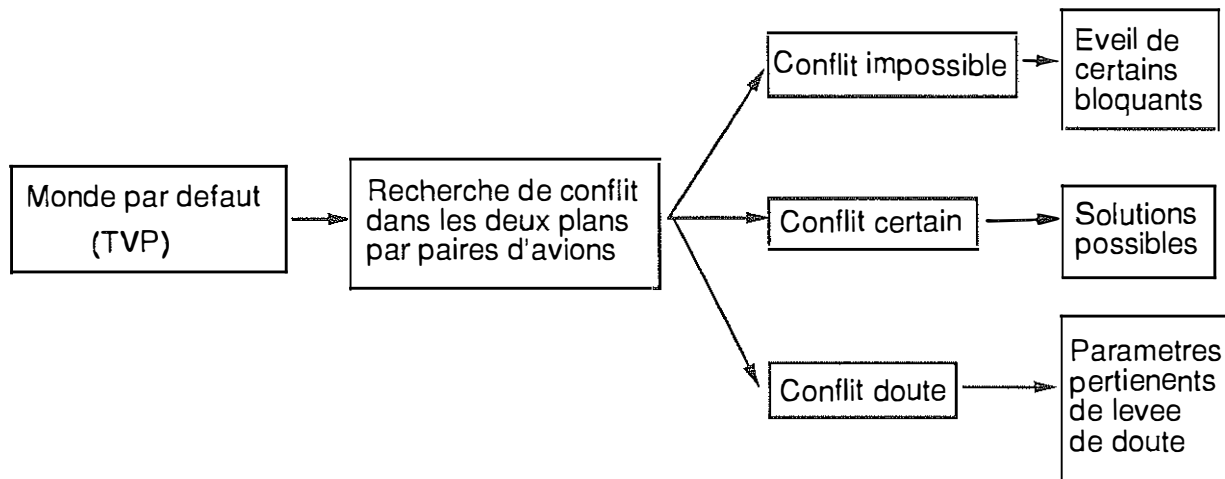 Monde par defaut
(TVP)
Recherche de conflit
dans les deux plans
par paires d'avions
Conflit impossible
Eveil de
certains
bloquants
Conflit certain
Solutions
possibles
Conflit doute
Parametres
pertienents
de levee
de doute